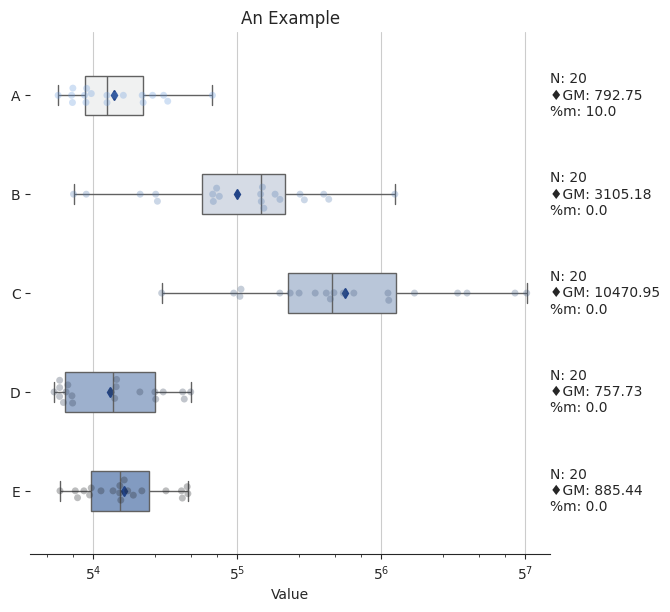 An Example
A
N: 20
♦GM: 792.75
%m: 10.0
B
N: 20
♦GM: 3105.18
%m: 0.0
C
N: 20
♦GM: 10470.95
%m: 0.0
D
N: 20
♦GM: 757.73
%m: 0.0
E
N: 20
♦GM: 885.44
%m: 0.0
5⁴ 5⁵ 5⁶ 5⁷
Value